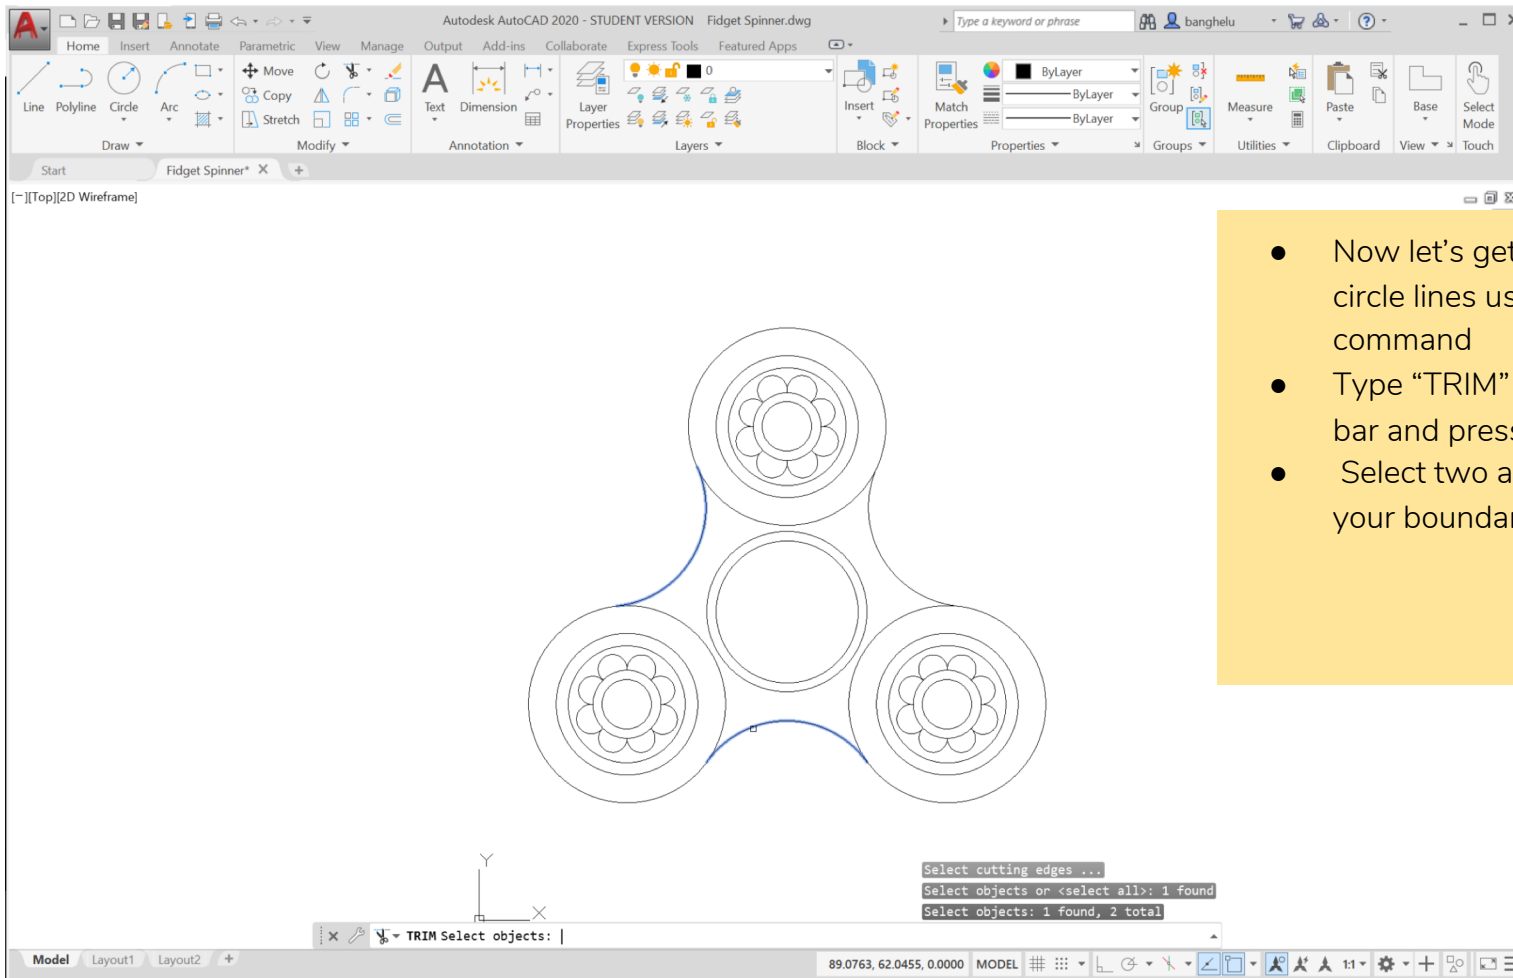 Autodesk AutoCAD 2020 - STUDENT VERSION Fidget Spinner.dwg
Type a keyword or phrase
banghelu
Home Insert Annotate Parametric View Manage Output Add-ins Collaborate Express Tools Featured Apps
Line Polyline Circle Arc
Move
Copy
Stretch
Text Dimension
Layer
Properties
0
Insert
Match
Properties
ByLayer
ByLayer
ByLayer
Group
Measure
Paste
Base
Select
Mode
Draw Modify Annotation Layers Block Properties Groups Utilities Clipboard View Touch
Start Fidget Spinner* +
[−][Top][2D Wireframe]
● Now let's get
circle lines us
command
● Type “TRIM”
bar and press
● Select two a
your boundar
Y
X
Select cutting edges ...
Select objects or <select all>: 1 found
Select objects: 1 found, 2 total
TRIM Select objects:
Model Layout1 Layout2 +
89.0763, 62.0455, 0.0000 MODEL 1:1